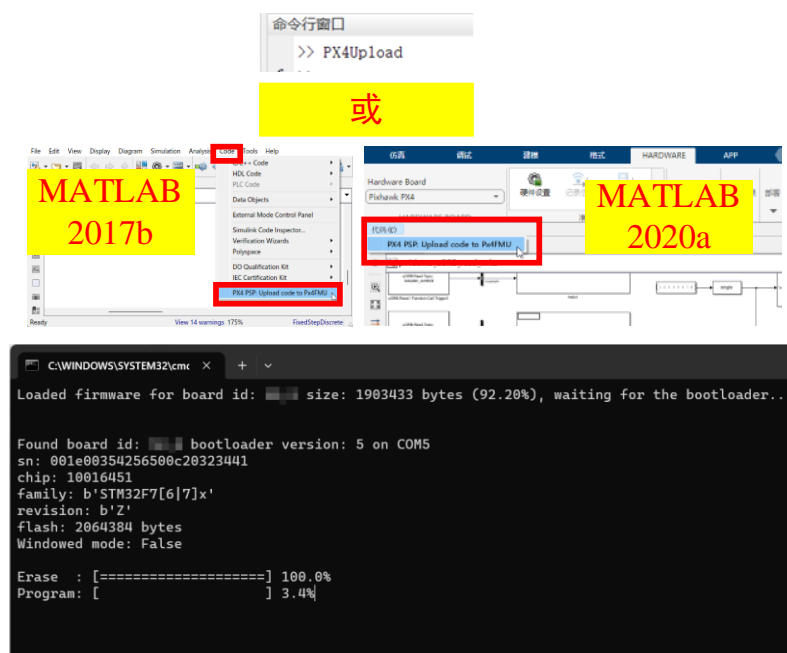 命令行窗口
>> PX4Upload
或
File Edit View Display Diagram Simulation Analysis Code Tools Help
C/C++ Code
HDL Code
PLC Code
Data Objects
External Mode Control Panel
Simulink Code Inspector...
Verification Wizards
Polyspace
DO Qualification Kit
IEC Certification Kit
PX4 PSP: Upload code to Px4FMU
MATLAB
2017b
Ready View 14 warnings 175% FixedStepDiscrete
仿真 调试 建模 格式 HARDWARE APP
Hardware Board
Pixhawk PX4
硬件设置
HARDWARE BOARD
代码(C)
PX4 PSP: Upload code to Px4FMU
MATLAB
2020a
single
C:\WINDOWS\SYSTEM32\cmc × +
Loaded firmware for board id: size: 1903433 bytes (92.20%), waiting for the bootloader..
Found board id: bootloader version: 5 on COM5
sn: 001e00354256500c20323441
chip: 10016451
family: b'STM32F7[6|7]x'
revision: b'Z'
flash: 2064384 bytes
Windowed mode: False
Erase : [====================] 100.0%
Program: [ ] 3.4%